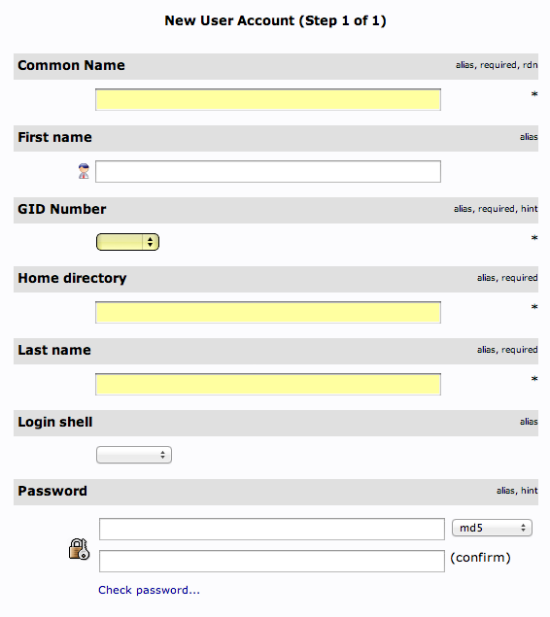 New User Account (Step 1 of 1)
Common Name alias, required, rdn
*
First name alias
GID Number alias, required, hint
*
Home directory alias, required
*
Last name alias, required
*
Login shell alias
Password alias, hint
md5
(confirm)
Check password...